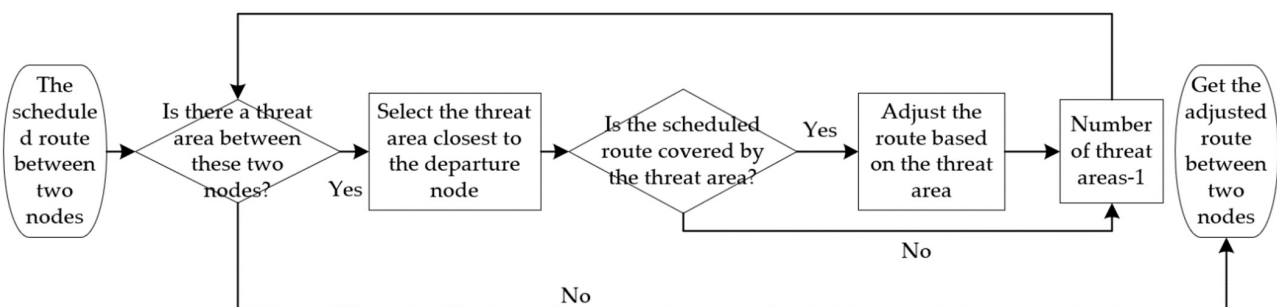 The
schedule
d route
between
two
nodes
Is there a threat
area between
these two
nodes?
Yes
Select the threat
area closest to
the departure
node
Is the scheduled
route covered by
the threat area?
Yes
No
Adjust the
route based
on the threat
area
Number
of threat
areas-1
Get the
adjusted
route
between
two
nodes
No